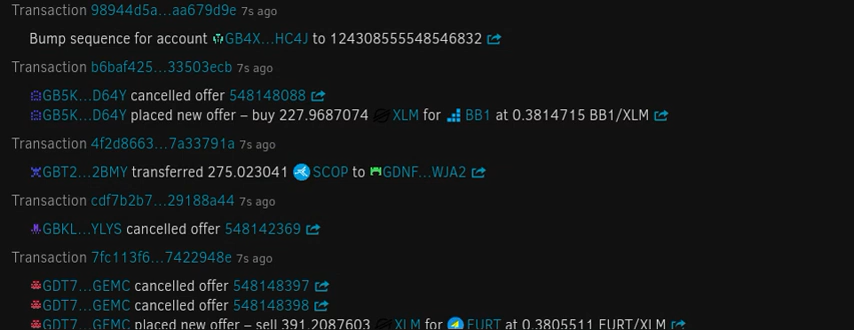 Transaction 98944d5a…aa679d9e 7s ago
Bump sequence for account GB4X…HC4J to 124308555548546832
Transaction b6baf425…33503ecb 7s ago
GB5K…D64Y cancelled offer 548148088
GB5K…D64Y placed new offer – buy 227.9687074 XLM for BB1 at 0.3814715 BB1/XLM
Transaction 4f2d8663…7a33791a 7s ago
GBT2…2BMY transferred 275.023041 SCOP to GDNF…WJA2
Transaction cdf7b2b7…29188a44 7s ago
GBKL…YLYS cancelled offer 548142369
Transaction 7fc113f6…7422948e 7s ago
GDT7…GEMC cancelled offer 548148397
GDT7…GEMC cancelled offer 548148398
GDT7…GEMC placed new offer – sell 391.2087603 XLM for EURT at 0.3805511 EURT/XLM